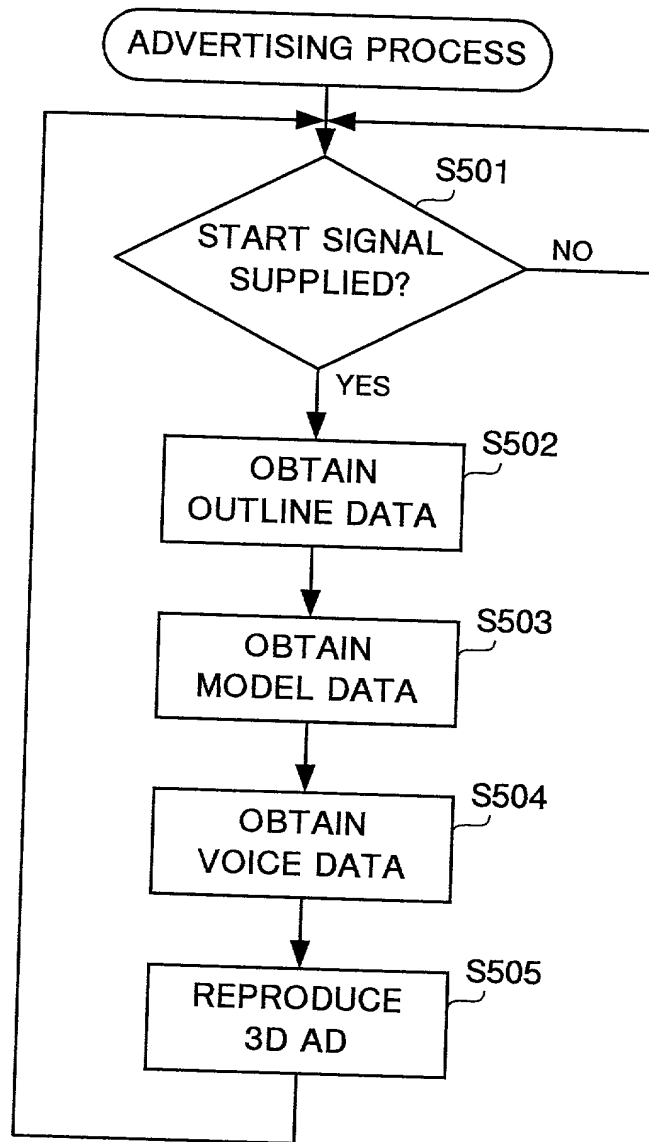 ADVERTISING PROCESS
S501
START SIGNAL
SUPPLIED?
NO
YES
S502
OBTAIN
OUTLINE DATA
S503
OBTAIN
MODEL DATA
S504
OBTAIN
VOICE DATA
S505
REPRODUCE
3D AD